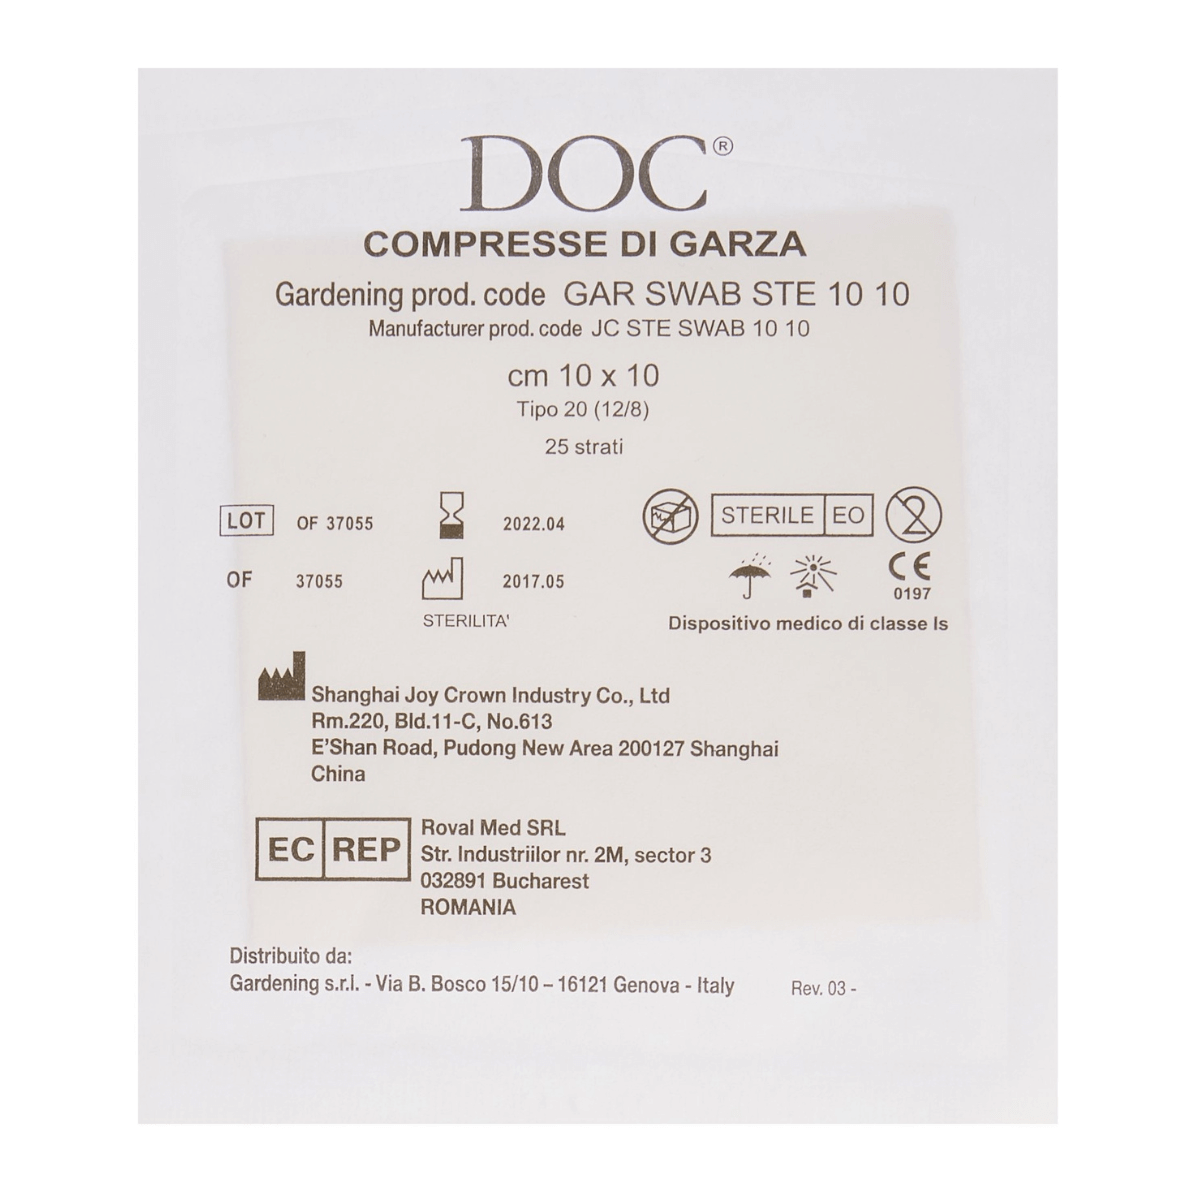 DOC®
COMPRESSE DI GARZA
Gardening prod. code GAR SWAB STE 10 10
Manufacturer prod. code JC STE SWAB 10 10
cm 10 x 10
Tipo 20 (12/8)
25 strati
LOT OF 37055 2022.04 STERILE EO 2
OF 37055 2017.05 CE
0197
STERILITA' Dispositivo medico di classe Is
Shanghai Joy Crown Industry Co., Ltd
Rm.220, Bld.11-C, No.613
E'Shan Road, Pudong New Area 200127 Shanghai
China
EC REP
Roval Med SRL
Str. Industriilor nr. 2M, sector 3
032891 Bucharest
ROMANIA
Distribuito da:
Gardening s.r.l. - Via B. Bosco 15/10 – 16121 Genova - Italy Rev. 03 -